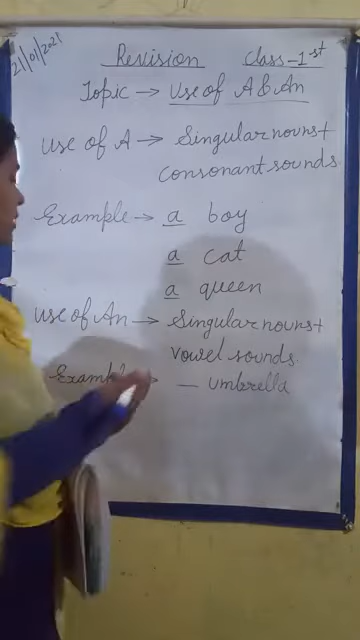 21/01/2021
Revision Class-1st
Topic → Use of A & An
Use of A → Singular nouns +
consonant sounds
Example → a boy
a cat
a queen
Use of An → Singular nouns +
vowel sounds.
Example → — umbrella